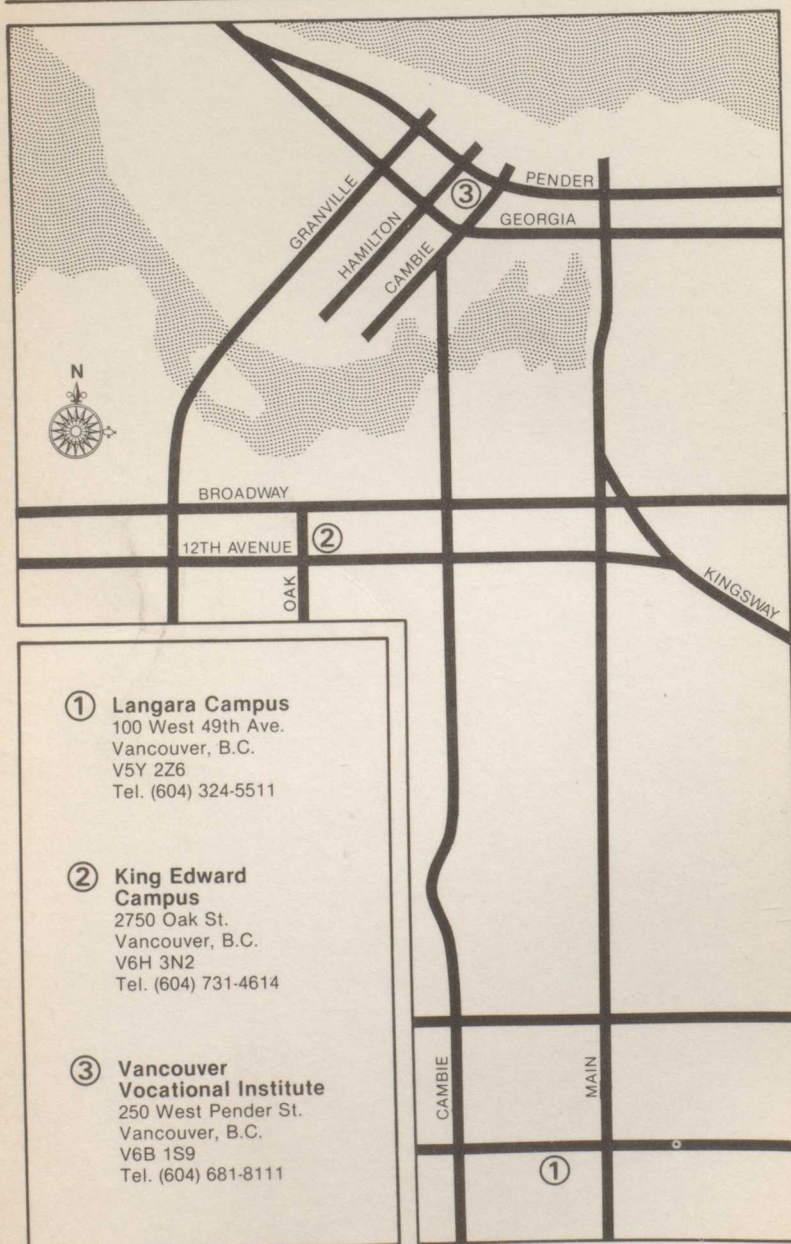 PENDER
GEORGIA
GRANVILLE
HAMILTON
CAMBIE
③
N
BROADWAY
12TH AVENUE
②
OAK
KINGSWAY
① Langara Campus
100 West 49th Ave.
Vancouver, B.C.
V5Y 2Z6
Tel. (604) 324-5511
② King Edward
Campus
2750 Oak St.
Vancouver, B.C.
V6H 3N2
Tel. (604) 731-4614
③ Vancouver
Vocational Institute
250 West Pender St.
Vancouver, B.C.
V6B 1S9
Tel. (604) 681-8111
CAMBIE
MAIN
①